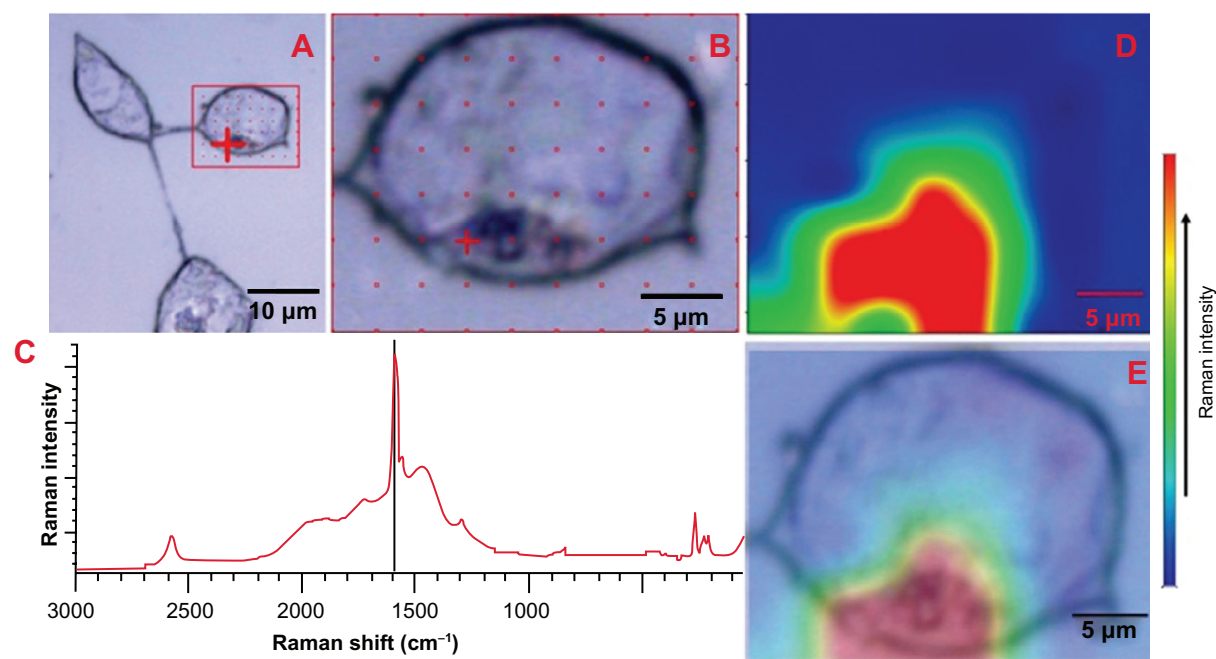 A
10 µm
B
5 µm
D
5 µm
Raman intensity
C
Raman intensity
3000
2500
2000
1500
1000
Raman shift (cm⁻¹)
E
5 µm